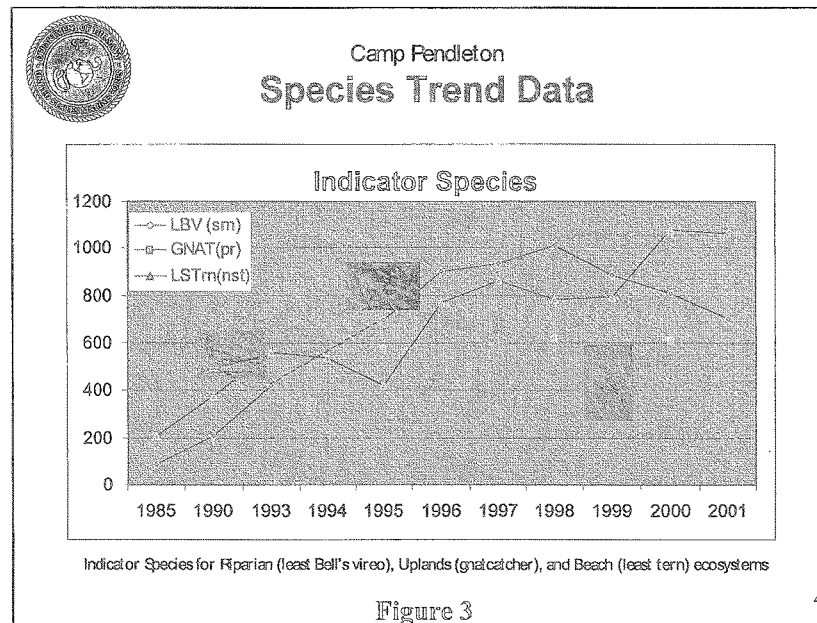 Camp Pendleton
Species Trend Data
Indicator Species
1200
1000
800
600
400
200
0
LBV (sm)
GNAT(pr)
LSTrn(nst)
1985 1990 1993 1994 1995 1996 1997 1998 1999 2000 2001
Indicator Species for Riparian (least Bell's vireo), Uplands (gnatcatcher), and Beach (least tern) ecosystems
Figure 3
4